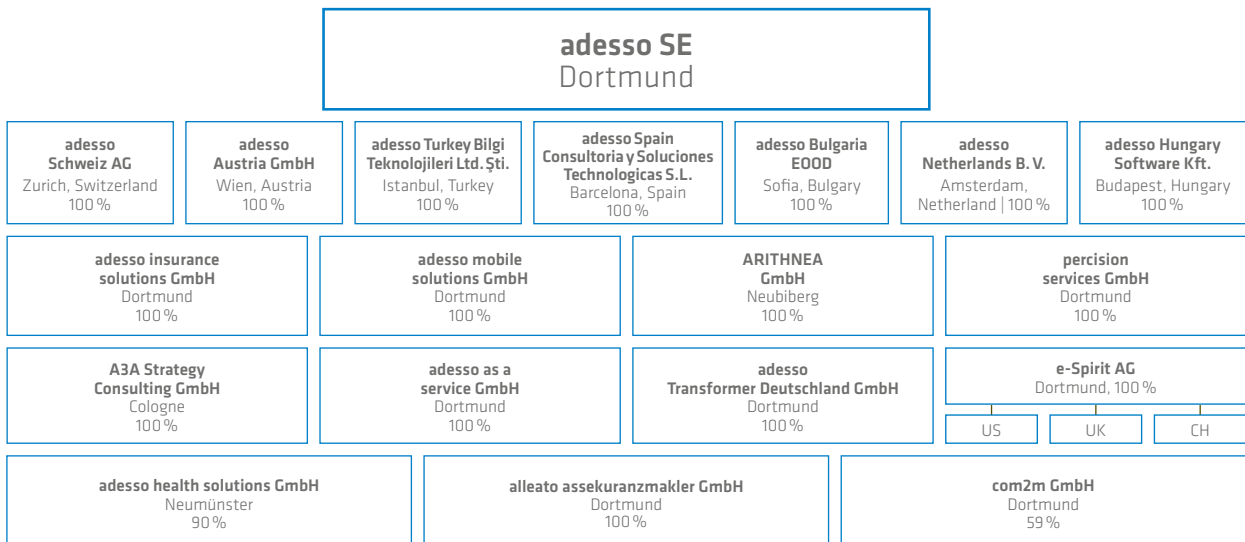 adesso SE
Dortmund
adesso
Schweiz AG
Zurich, Switzerland
100 %
adesso
Austria GmbH
Wien, Austria
100 %
adesso Turkey Bilgi
Teknolojileri Ltd. Şti.
Istanbul, Turkey
100 %
adesso Spain
Consultoria y Soluciones
Technologicas S.L.
Barcelona, Spain
100 %
adesso Bulgaria
EOOD
Sofia, Bulgary
100 %
adesso
Netherlands B. V.
Amsterdam,
Netherland | 100 %
adesso Hungary
Software Kft.
Budapest, Hungary
100 %
adesso insurance
solutions GmbH
Dortmund
100 %
adesso mobile
solutions GmbH
Dortmund
100 %
ARITHNEA
GmbH
Neubiberg
100 %
percision
services GmbH
Dortmund
100 %
A3A Strategy
Consulting GmbH
Cologne
100 %
adesso as a
service GmbH
Dortmund
100 %
adesso
Transformer Deutschland GmbH
Dortmund
100 %
e-Spirit AG
Dortmund, 100 %
US
UK
CH
adesso health solutions GmbH
Neumünster
90 %
alleato assekuranzmakler GmbH
Dortmund
100 %
com2m GmbH
Dortmund
59 %